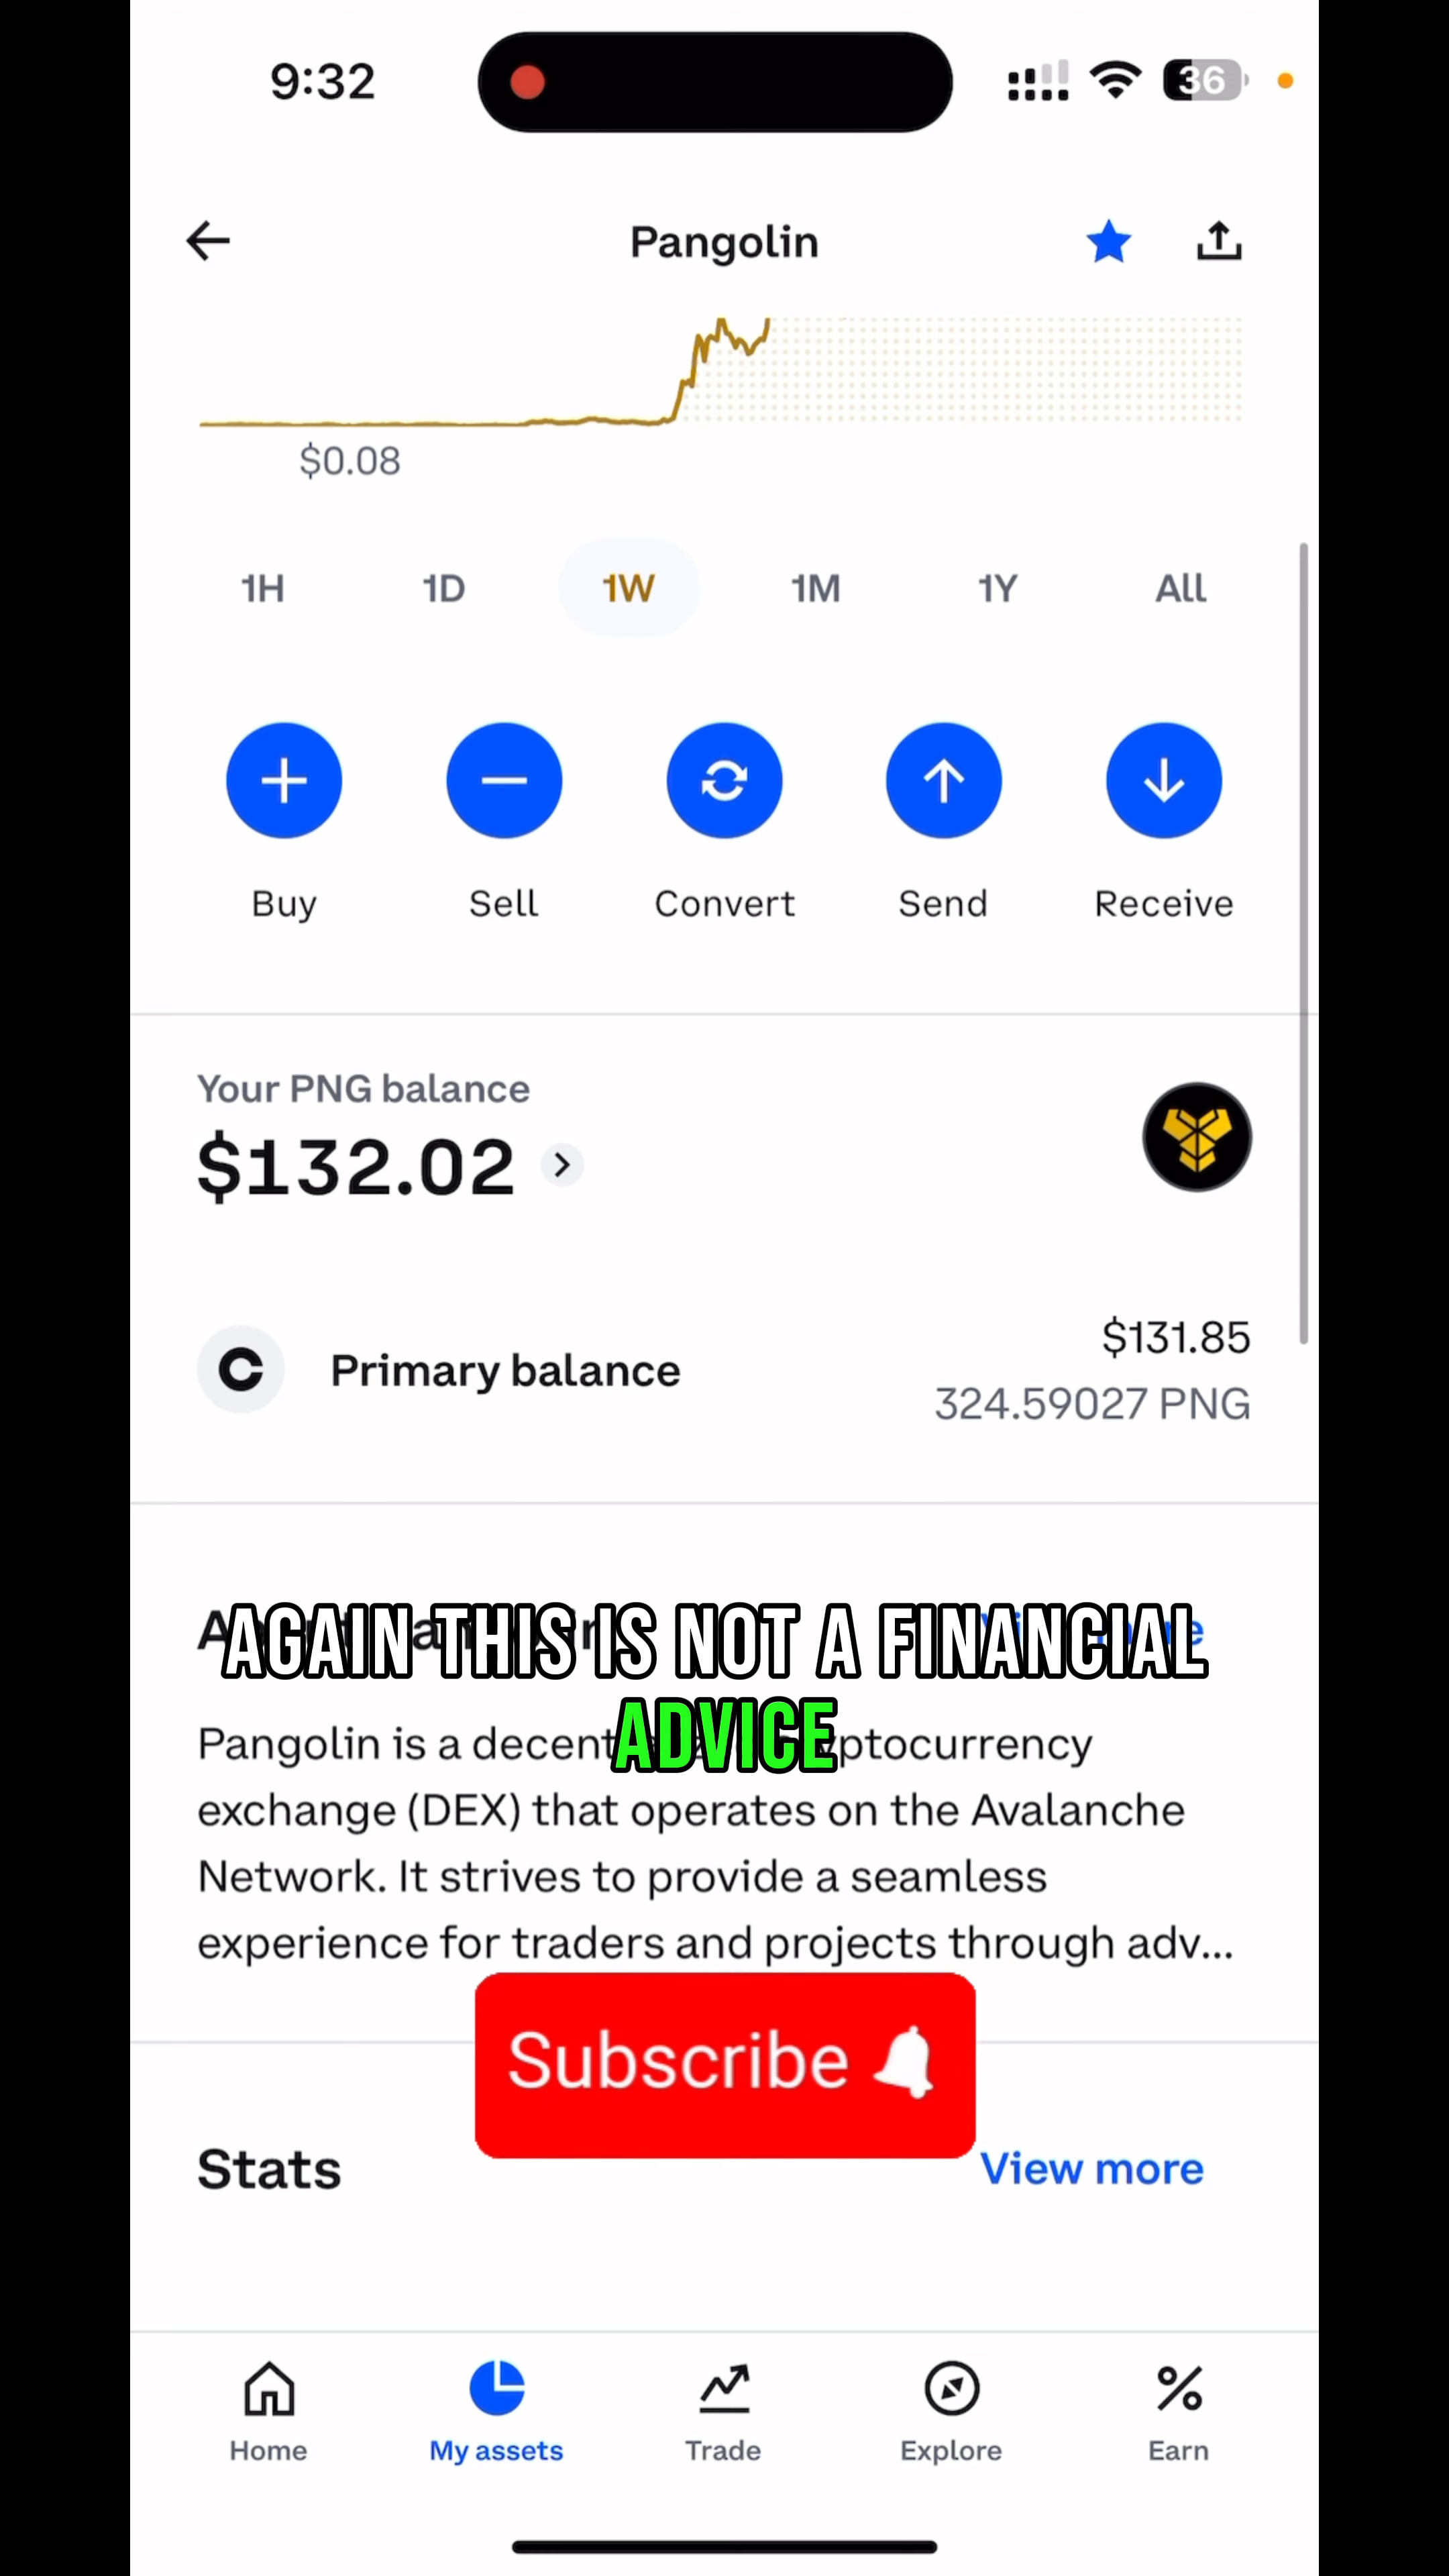 9:32
36
Pangolin
$0.08
1H 1D 1W 1M 1Y All
Buy Sell Convert Send Receive
Your PNG balance
$132.02
Primary balance
$131.85
324.59027 PNG
AGAIN THIS IS NOT A FINANCIAL
ADVICE
Pangolin is a
exchange (DEX) that operates on the Avalanche
Network. It strives to provide a seamless
experience for traders and projects through adv...
Subscribe
Stats View more
Home My assets Trade Explore Earn